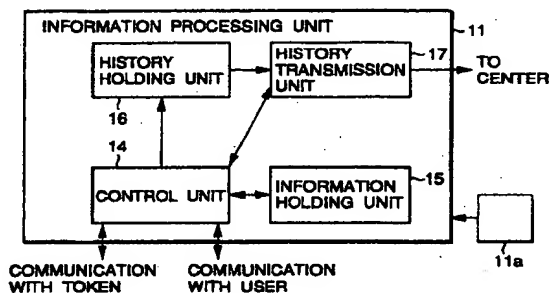 INFORMATION PROCESSING UNIT
11
HISTORY
HOLDING UNIT
16
HISTORY
TRANSMISSION
UNIT
17
TO
CENTER
14
CONTROL UNIT
INFORMATION
HOLDING UNIT
15
11a
COMMUNICATION
WITH TOKEN
COMMUNICATION
WITH USER